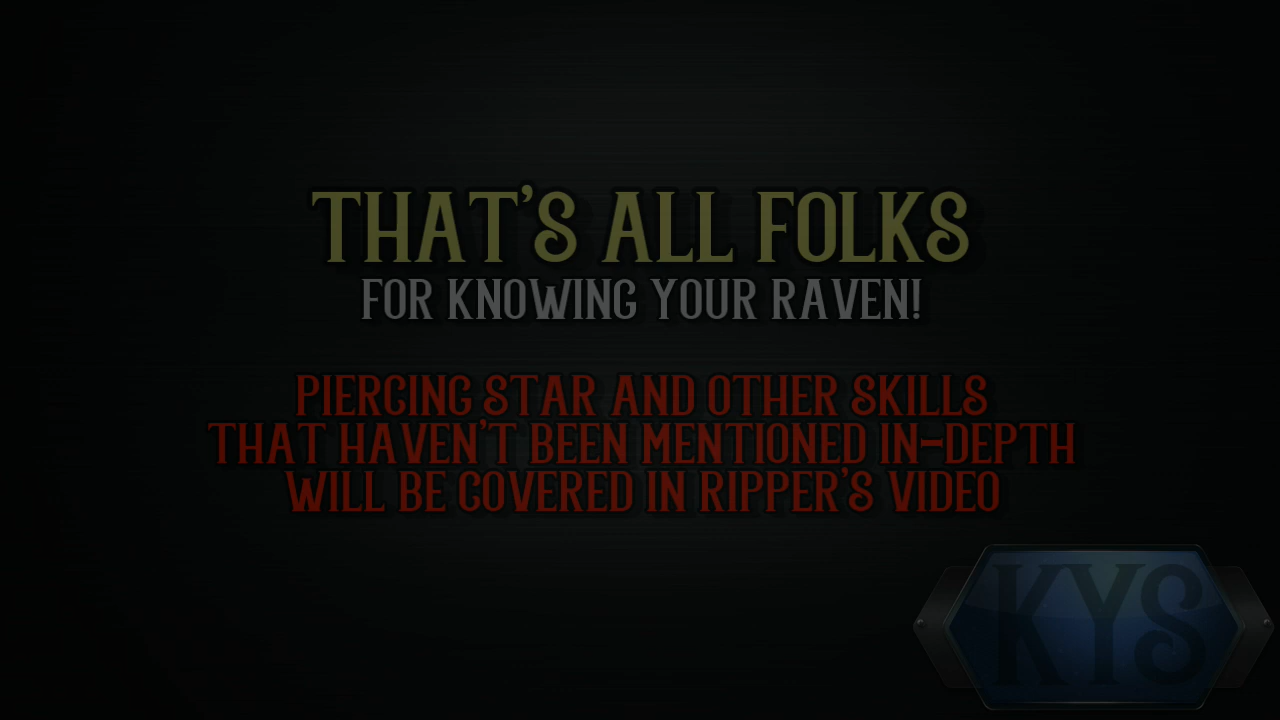 THAT'S ALL FOLKS
FOR KNOWING YOUR RAVEN!
PIERCING STAR AND OTHER SKILLS
THAT HAVEN'T BEEN MENTIONED IN-DEPTH
WILL BE COVERED IN RIPPER'S VIDEO
KYS